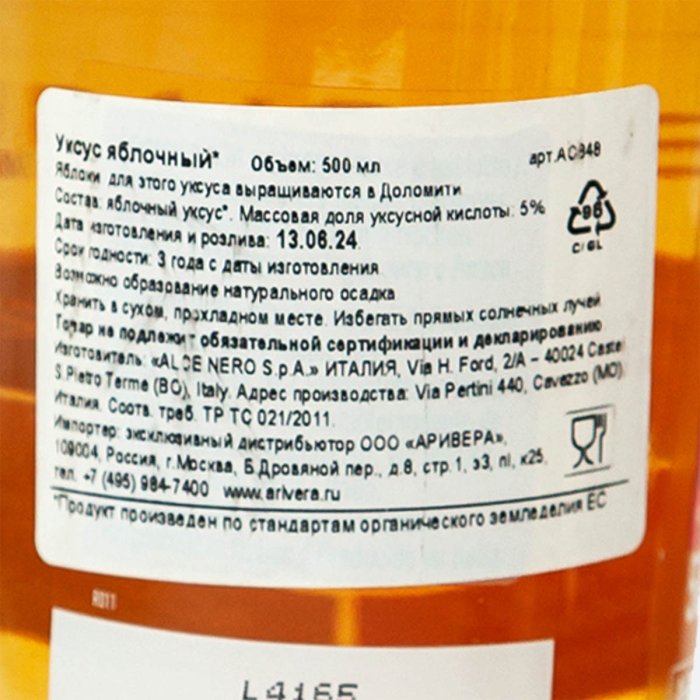 Уксус яблочный* Объем: 500 мл арт.AC948
Яблоки для этого уксуса выращиваются в Доломити
Состав: яблочный уксус*. Массовая доля уксусной кислоты: 5%
Дата изготовления и розлива: 13.06.24.
Срок годности: 3 года с даты изготовления
Возможно образование натурального осадка
Хранить в сухом, прохладном месте. Избегать прямых солнечных лучей
Товар не подлежит обязательной сертификации и декларированию
Изготовитель: «ALCE NERO S.p.A.» ИТАЛИЯ, Via H. Ford, 2/A – 40024 Castel
S.Pietro Terme (BO), Italy. Адрес производства: Via Pertini 440, Cavezzo (MO)
Италия. Соотв. треб. ТР ТС 021/2011.
Импортер: эксклюзивный дистрибьютор ООО «АРИВЕРА»,
109004, Россия, г.Москва, Б.Дровяной пер., д.8, стр.1, э3, пI, к25,
тел. +7 (495) 984-7400 www.arivera.ru
*Продукт произведен по стандартам органического земледелия ЕС
96
C/GL
R011
L4165